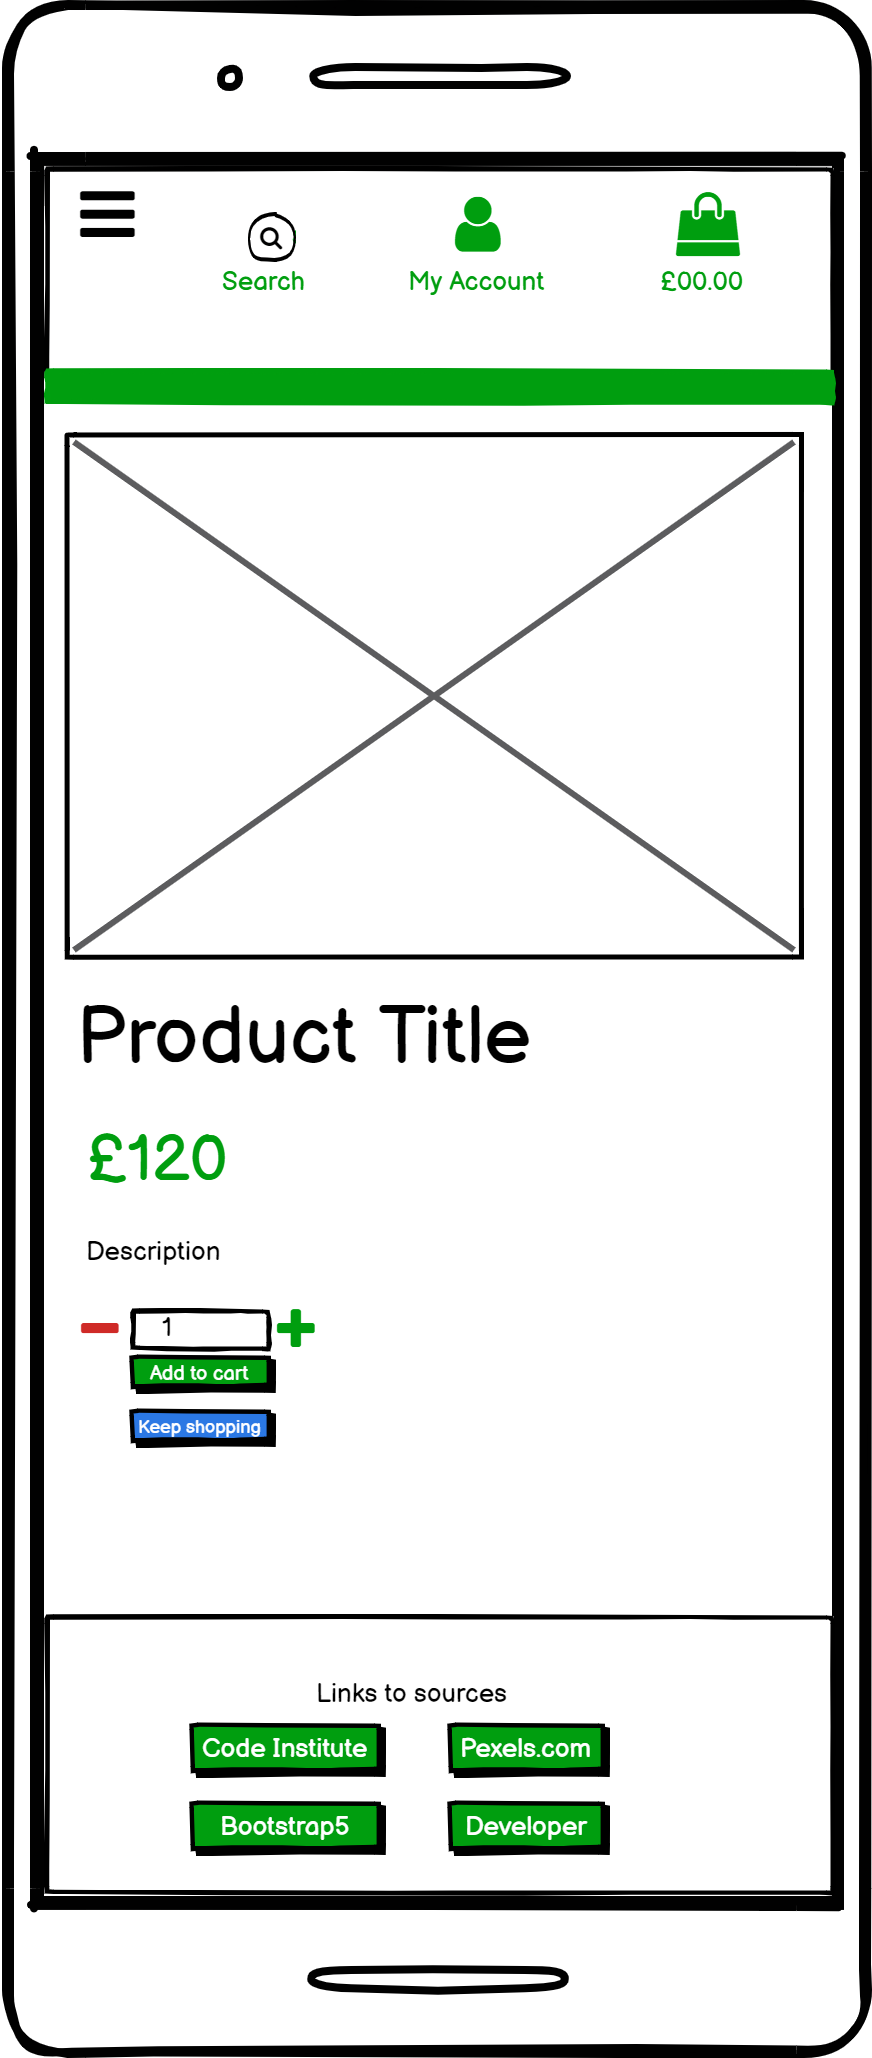 Search My Account £00.00
Product Title
£120
Description
1
Add to cart
Keep shopping
Links to sources
Code Institute Pexels.com
Bootstrap5 Developer